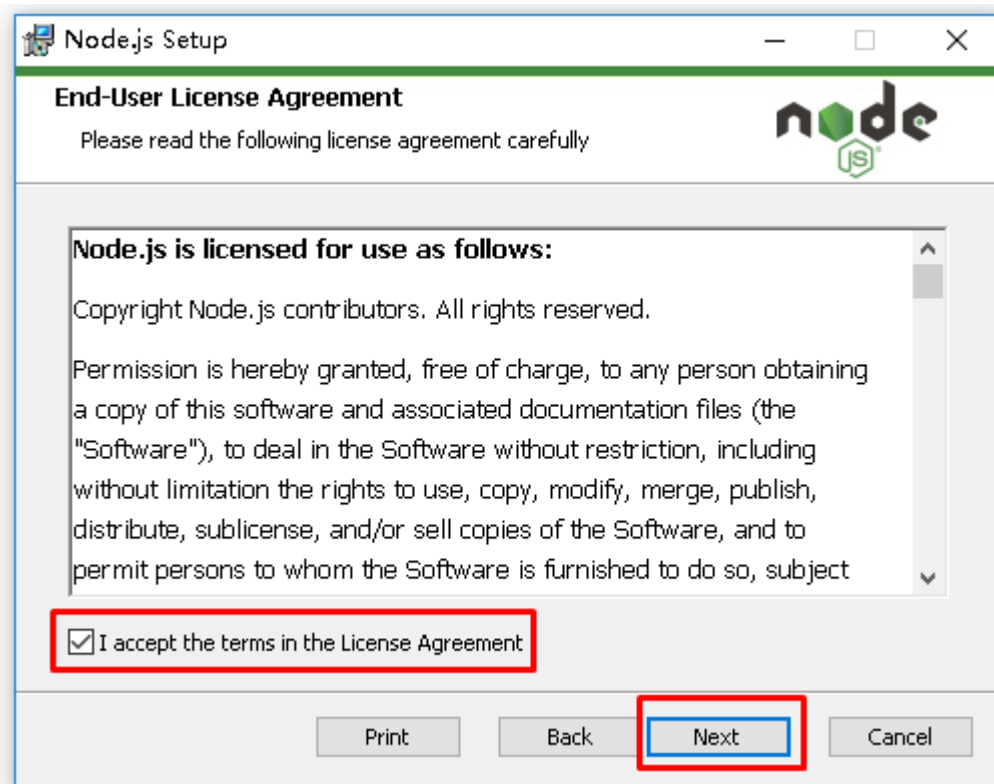 Node.js Setup
End-User License Agreement
Please read the following license agreement carefully
node
JS
Node.js is licensed for use as follows:
Copyright Node.js contributors. All rights reserved.
Permission is hereby granted, free of charge, to any person obtaining
a copy of this software and associated documentation files (the
"Software"), to deal in the Software without restriction, including
without limitation the rights to use, copy, modify, merge, publish,
distribute, sublicense, and/or sell copies of the Software, and to
permit persons to whom the Software is furnished to do so, subject
I accept the terms in the License Agreement
Print Back Next Cancel